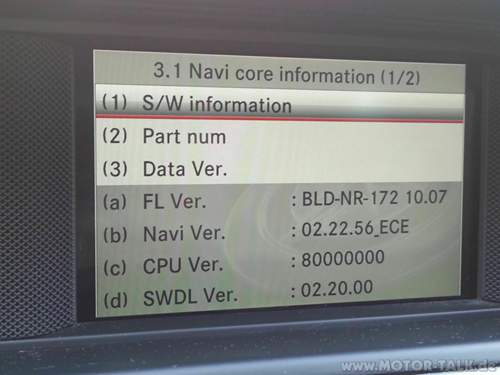 3.1 Navi core information (1/2)
(1) S/W information
(2) Part num
(3) Data Ver.
(a) FL Ver. : BLD-NR-172 10.07
(b) Navi Ver. : 02.22.56_ECE
(c) CPU Ver. : 80000000
(d) SWDL Ver. : 02.20.00
www.MOTOR-TALK.de